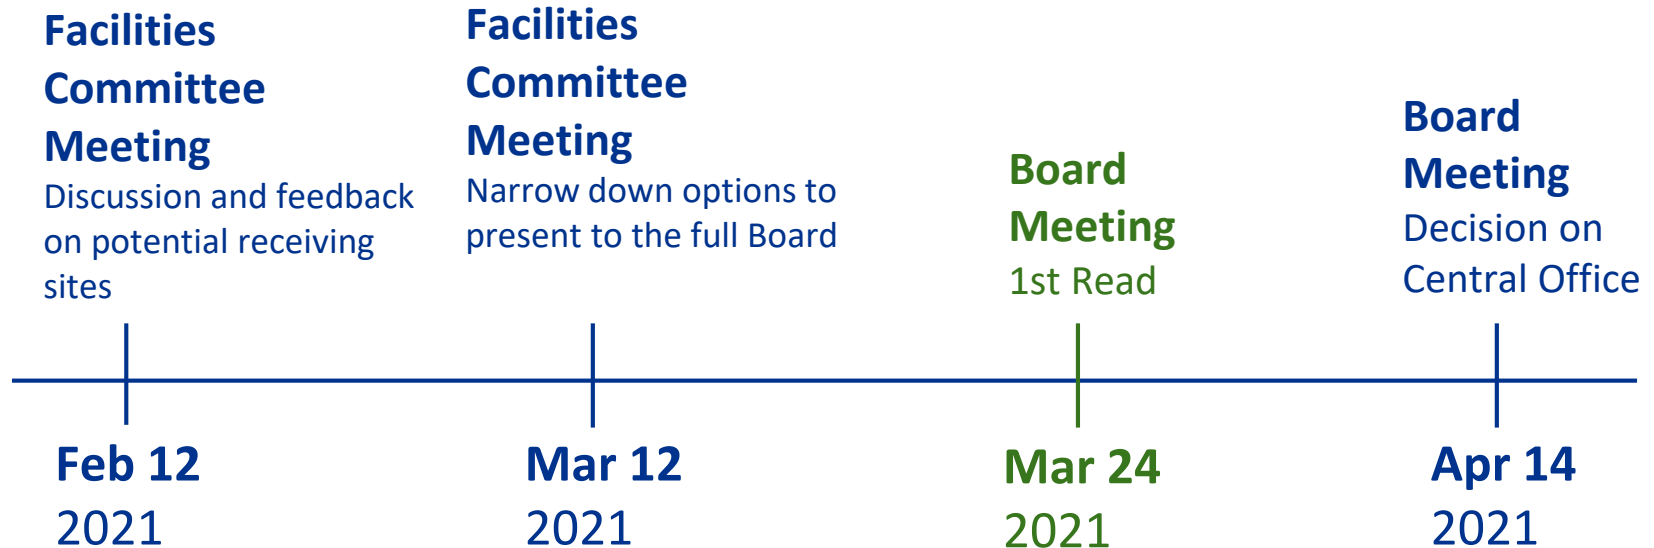 Facilities
Committee
Meeting
Discussion and feedback
on potential receiving
sites
Feb 12
2021
Facilities
Committee
Meeting
Narrow down options to
present to the full Board
Mar 12
2021
Board
Meeting
1st Read
Mar 24
2021
Board
Meeting
Decision on
Central Office
Apr 14
2021